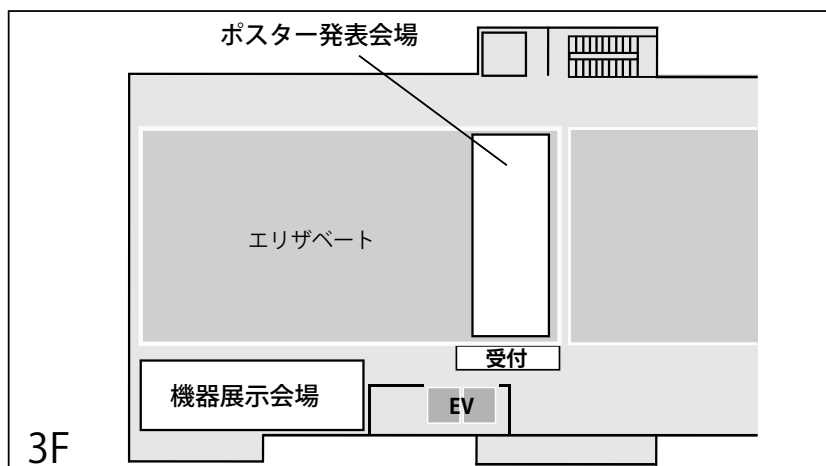 ポスター発表会場
エリザベート
受付
機器展示会場
EV
3F